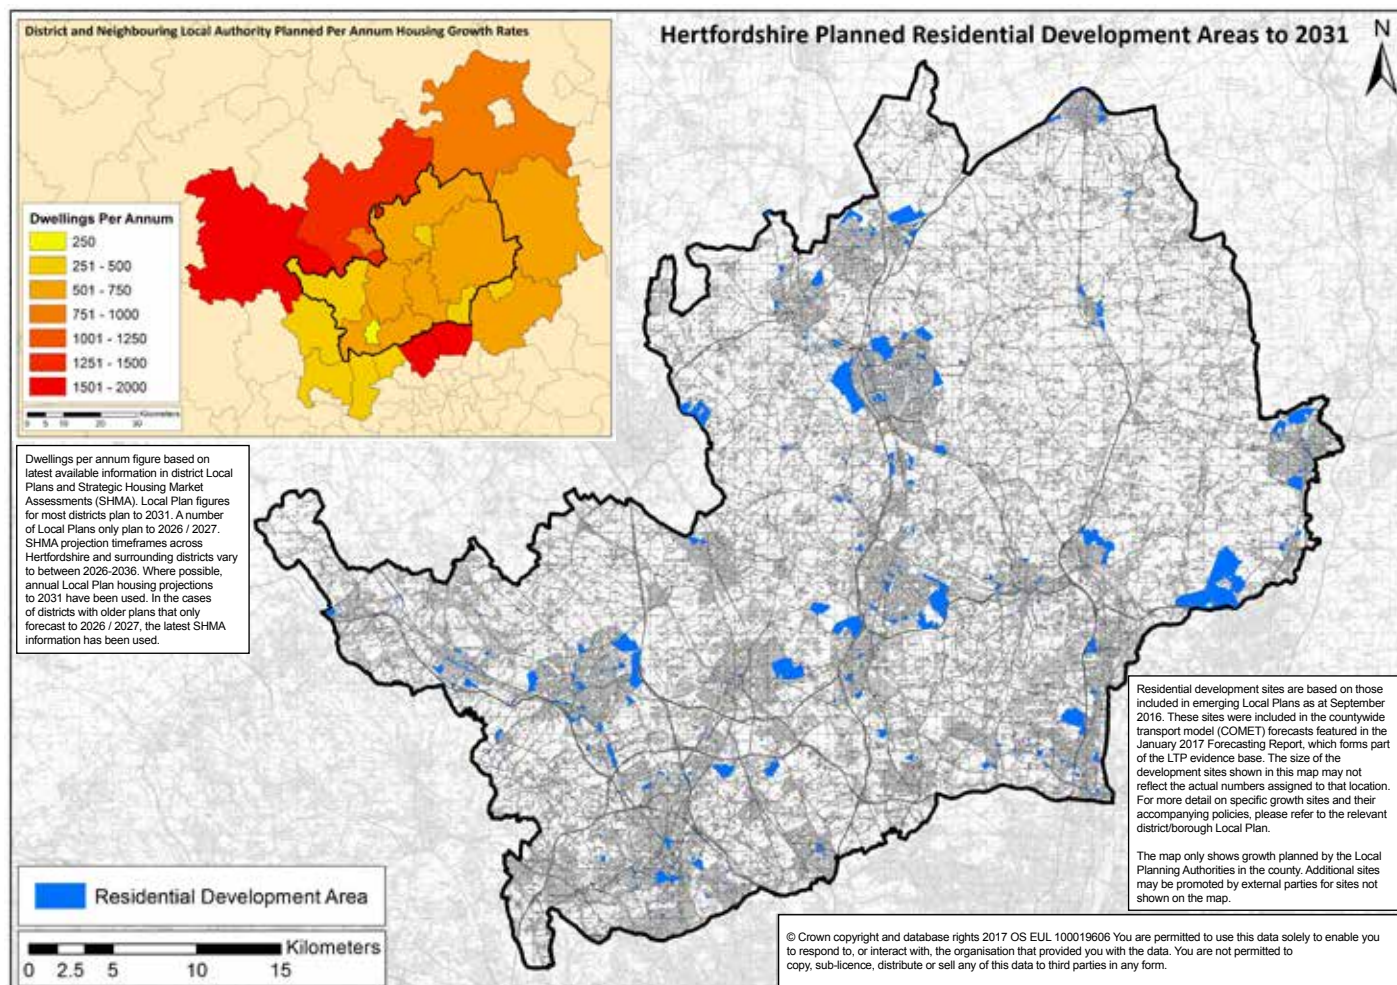 District and Neighbouring Local Authority Planned Per Annum Housing Growth Rates
Hertfordshire Planned Residential Development Areas to 2031
N
Dwellings Per Annum
250
251 - 500
501 - 750
751 - 1000
1001 - 1250
1251 - 1500
1501 - 2000
Kilometers
0 5 10 20 30
Dwellings per annum figure based on
latest available information in district Local
Plans and Strategic Housing Market
Assessments (SHMA). Local Plan figures
for most districts plan to 2031. A number
of Local Plans only plan to 2026 / 2027.
SHMA projection timeframes across
Hertfordshire and surrounding districts vary
to between 2026-2036. Where possible,
annual Local Plan housing projections
to 2031 have been used. In the cases
of districts with older plans that only
forecast to 2026 / 2027, the latest SHMA
information has been used.
Residential development sites are based on those
included in emerging Local Plans as at September
2016. These sites were included in the countywide
transport model (COMET) forecasts featured in the
January 2017 Forecasting Report, which forms part
of the LTP evidence base. The size of the
development sites shown in this map may not
reflect the actual numbers assigned to that location.
For more detail on specific growth sites and their
accompanying policies, please refer to the relevant
district/borough Local Plan.
The map only shows growth planned by the Local
Planning Authorities in the county. Additional sites
may be promoted by external parties for sites not
shown on the map.
Residential Development Area
Kilometers
0 2.5 5 10 15
© Crown copyright and database rights 2017 OS EUL 100019606 You are permitted to use this data solely to enable you
to respond to, or interact with, the organisation that provided you with the data. You are not permitted to
copy, sub-licence, distribute or sell any of this data to third parties in any form.